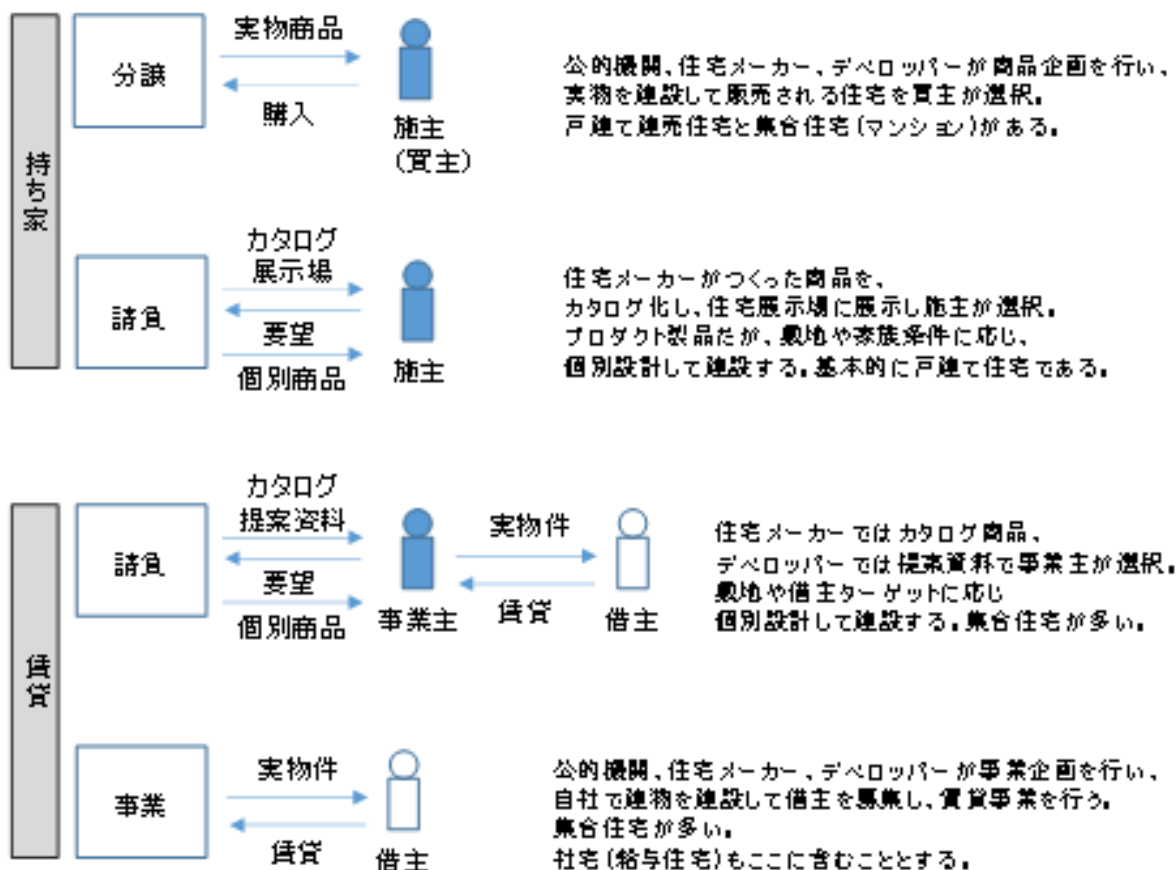 持ち家
分譲
実物商品
購入
施主
(買主)
公的機関、住宅メーカー、デベロッパーが商品企画を行い、
実物を建設して販売される住宅を買主が選択。
戸建て建売住宅と集合住宅(マンション)がある。
請負
カタログ
展示場
要望
個別商品
施主
住宅メーカーがつくった商品を、
カタログ化し、住宅展示場に展示し施主が選択。
プロダクト製品だが、敷地や家族条件に応じ、
個別設計して建設する。基本的に戸建て住宅である。
賃貸
請負
カタログ
提案資料
要望
個別商品
事業主
実物件
賃貸
借主
住宅メーカーではカタログ商品、
デベロッパーでは提案資料で事業主が選択。
敷地や借主ターゲットに応じ
個別設計して建設する。集合住宅が多い。
事業
実物件
賃貸
借主
公的機関、住宅メーカー、デベロッパーが事業企画を行い、
自社で建物を建設して借主を募集し、賃貸事業を行う。
集合住宅が多い。
社宅(給与住宅)もここに含むこととする。